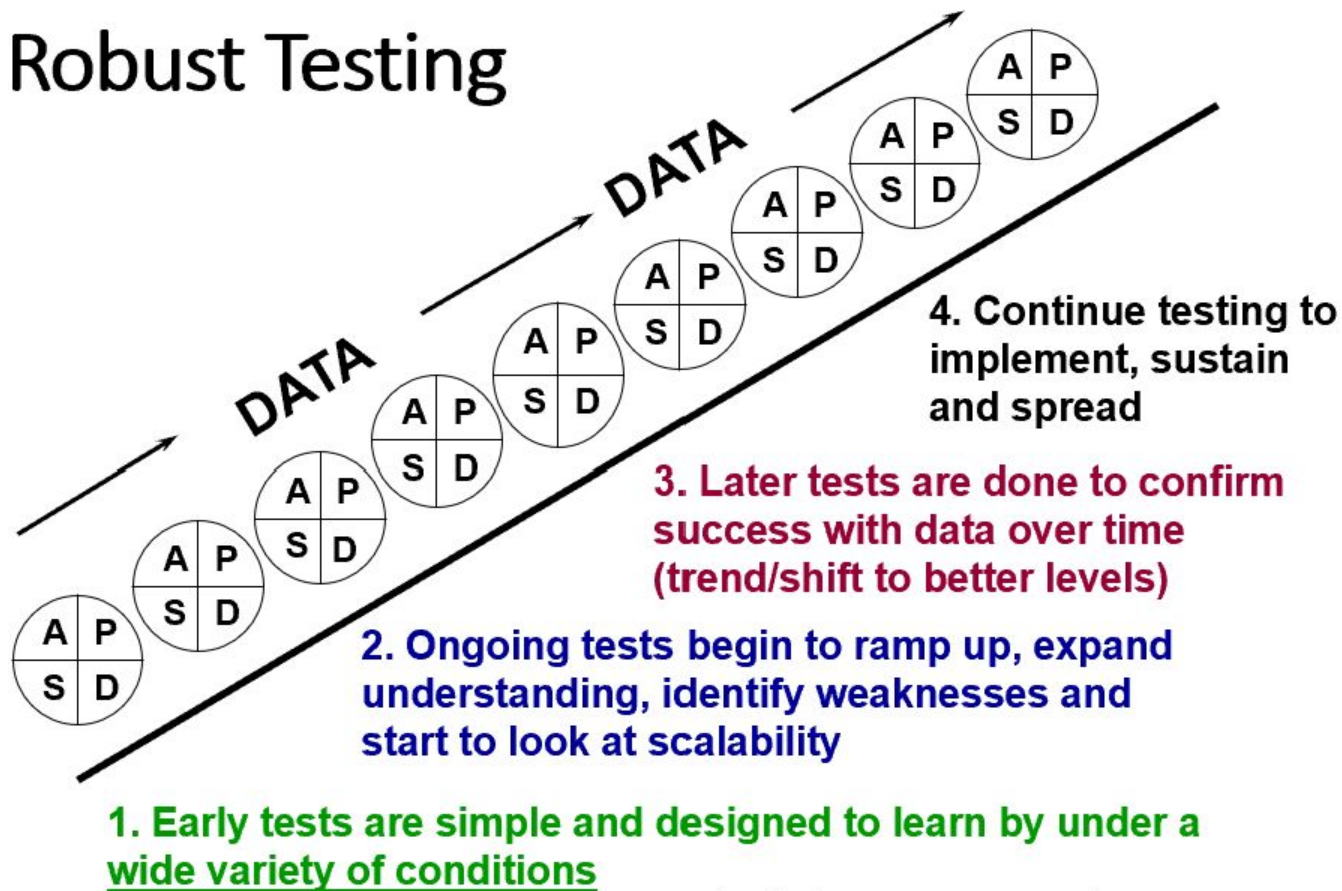 Robust Testing
DATA
DATA
A P
S D
A P
S D
A P
S D
A P
S D
A P
S D
A P
S D
A P
S D
A P
S D
A P
S D
4. Continue testing to
implement, sustain
and spread
3. Later tests are done to confirm
success with data over time
(trend/shift to better levels)
2. Ongoing tests begin to ramp up, expand
understanding, identify weaknesses and
start to look at scalability
1. Early tests are simple and designed to learn by under a
wide variety of conditions